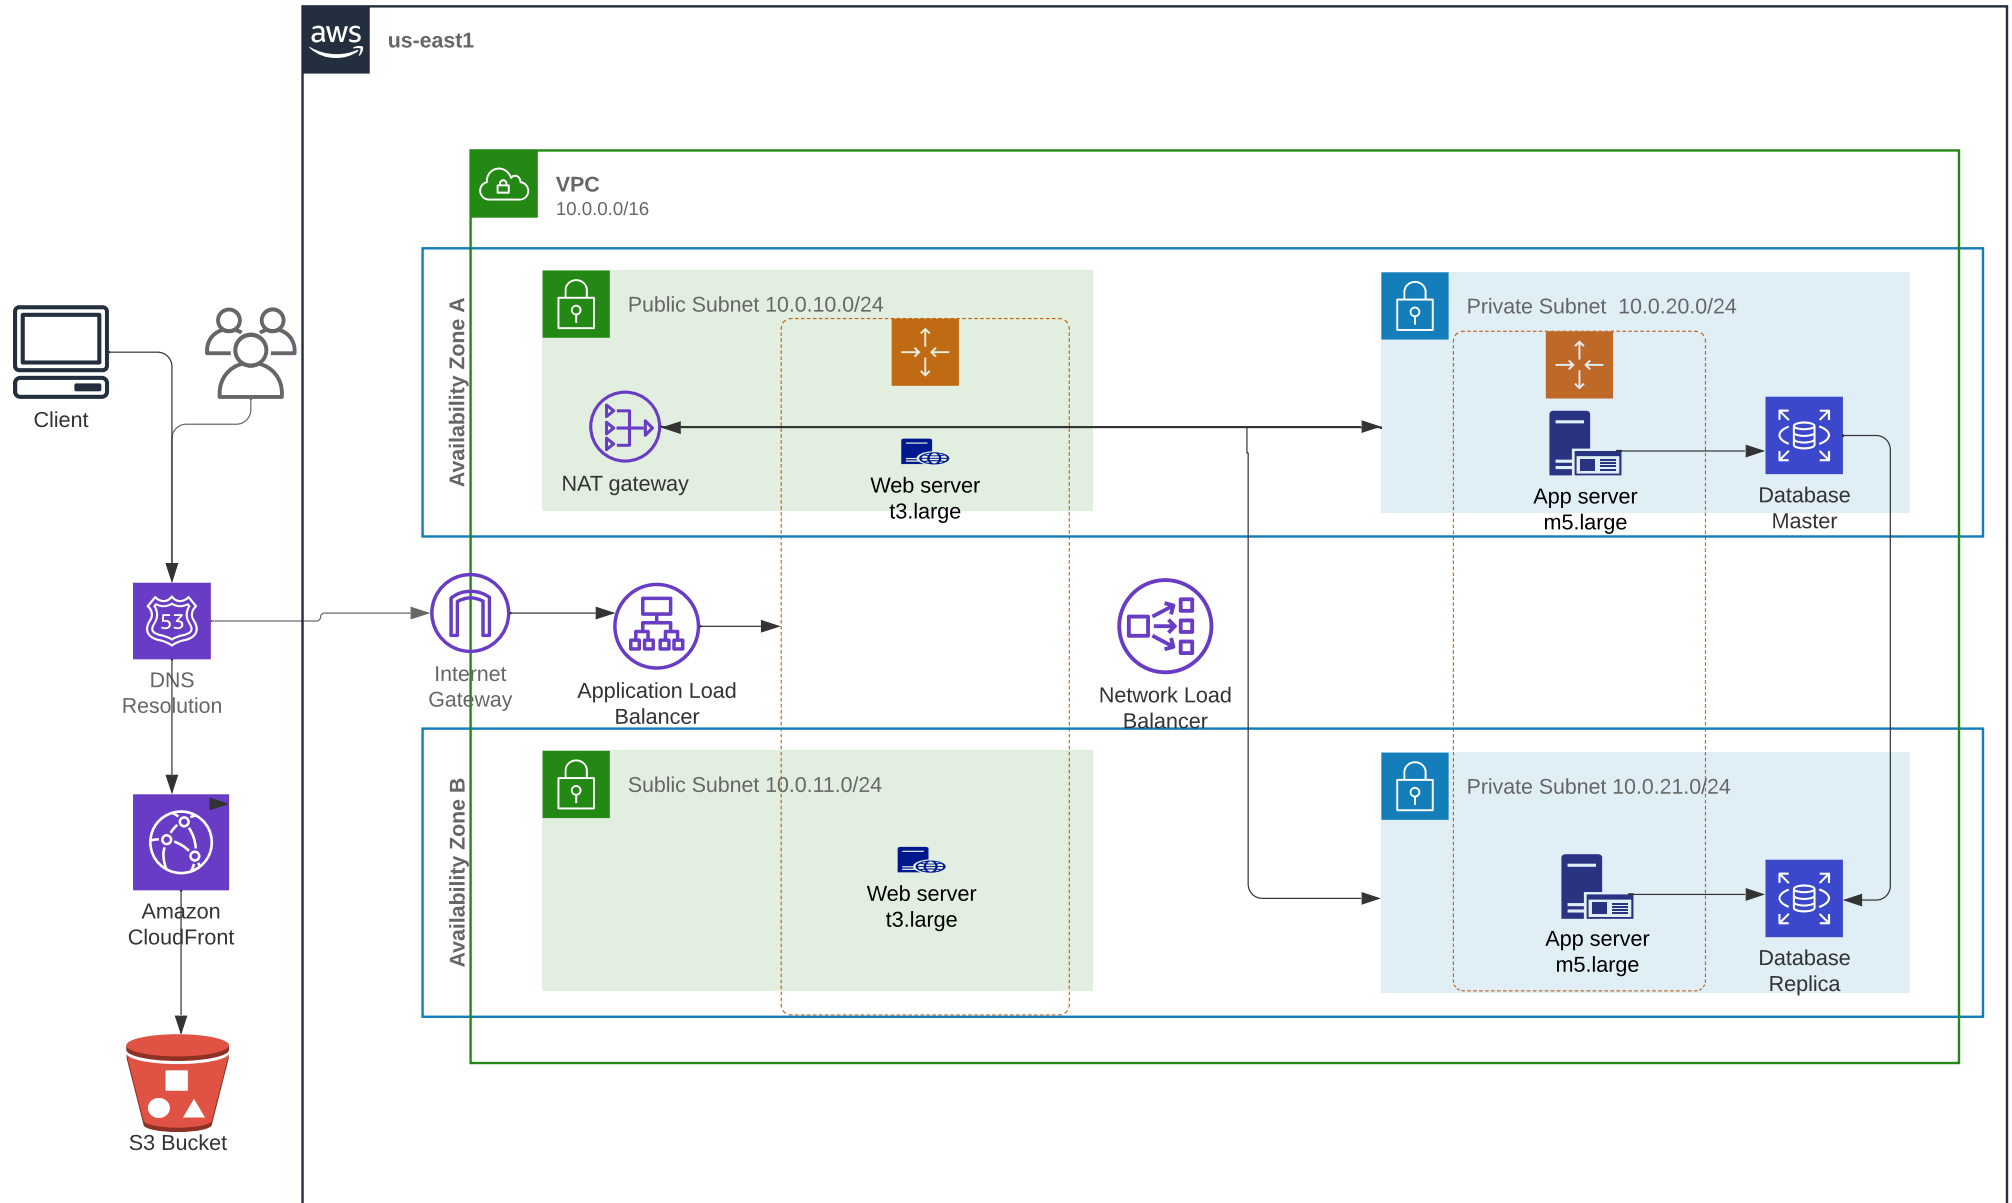 aws
us-east1
VPC
10.0.0.0/16
Availability Zone A
Public Subnet 10.0.10.0/24
Private Subnet  10.0.20.0/24
Client
NAT gateway
Web server
t3.large
App server
m5.large
Database
Master
53
DNS
Resolution
Internet
Gateway
Application Load
Balancer
Network Load
Balancer
Availability Zone B
Sublic Subnet 10.0.11.0/24
Private Subnet 10.0.21.0/24
Web server
t3.large
App server
m5.large
Database
Replica
Amazon
CloudFront
S3 Bucket